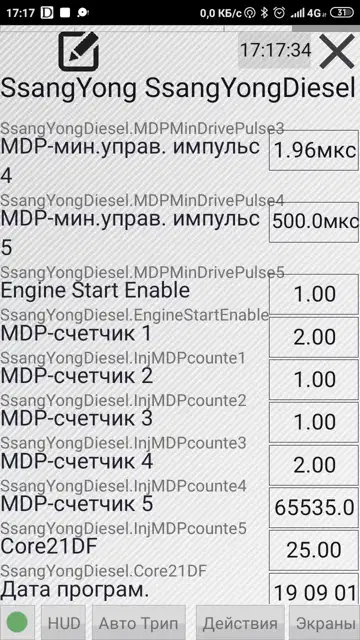 17:17
0,0 КБ/с
4G
31
17:17:34
SsangYong SsangYongDiesel
SsangYongDiesel.MDPMinDrivePulse3
MDP-мин.управ. импульс 1.96мкс
4
SsangYongDiesel.MDPMinDrivePulse4
MDP-мин.управ. импульс 500.0мкс
5
SsangYongDiesel.MDPMinDrivePulse5
Engine Start Enable 1.00
SsangYongDiesel.EngineStartEnable
MDP-счетчик 1 2.00
SsangYongDiesel.InjMDPcounte1
MDP-счетчик 2 1.00
SsangYongDiesel.InjMDPcounte2
MDP-счетчик 3 1.00
SsangYongDiesel.InjMDPcounte3
MDP-счетчик 4 2.00
SsangYongDiesel.InjMDPcounte4
MDP-счетчик 5 65535.0
SsangYongDiesel.InjMDPcounte5
Core21DF 25.00
SsangYongDiesel.Core21DF
Дата програм. 19 09 01
HUD Авто Трип Действия Экраны